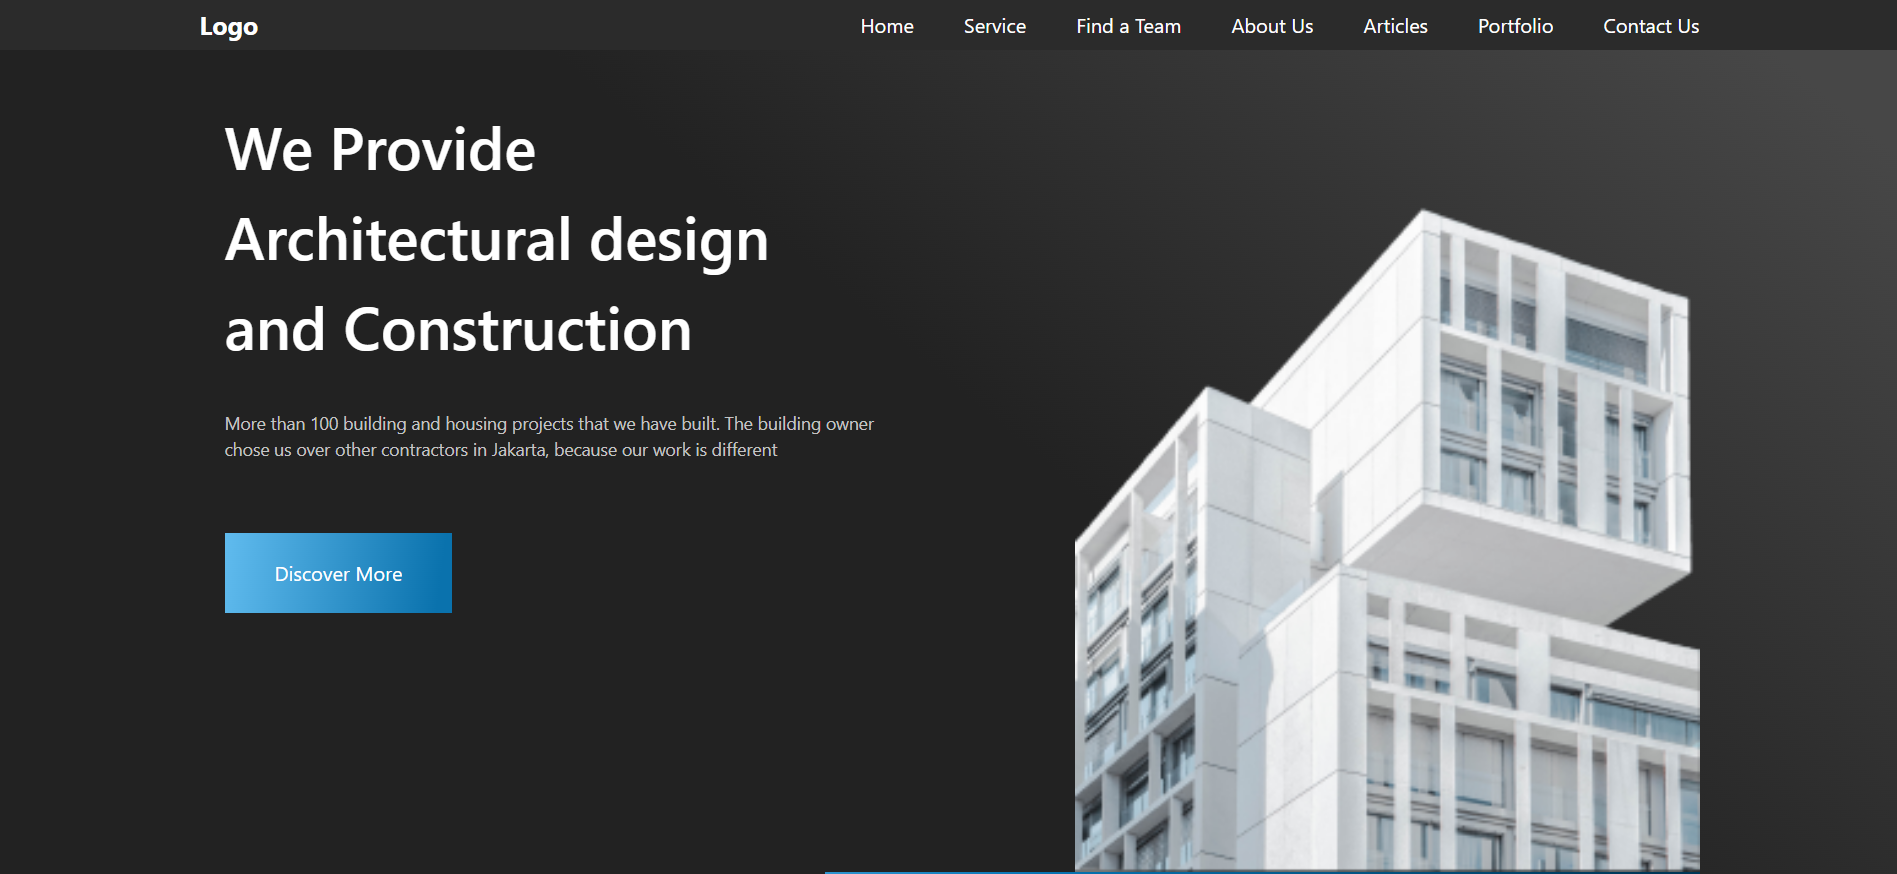 Logo
Home
Service
Find a Team
About Us
Articles
Portfolio
Contact Us
We Provide
Architectural design
and Construction
More than 100 building and housing projects that we have built. The building owner
chose us over other contractors in Jakarta, because our work is different
Discover More